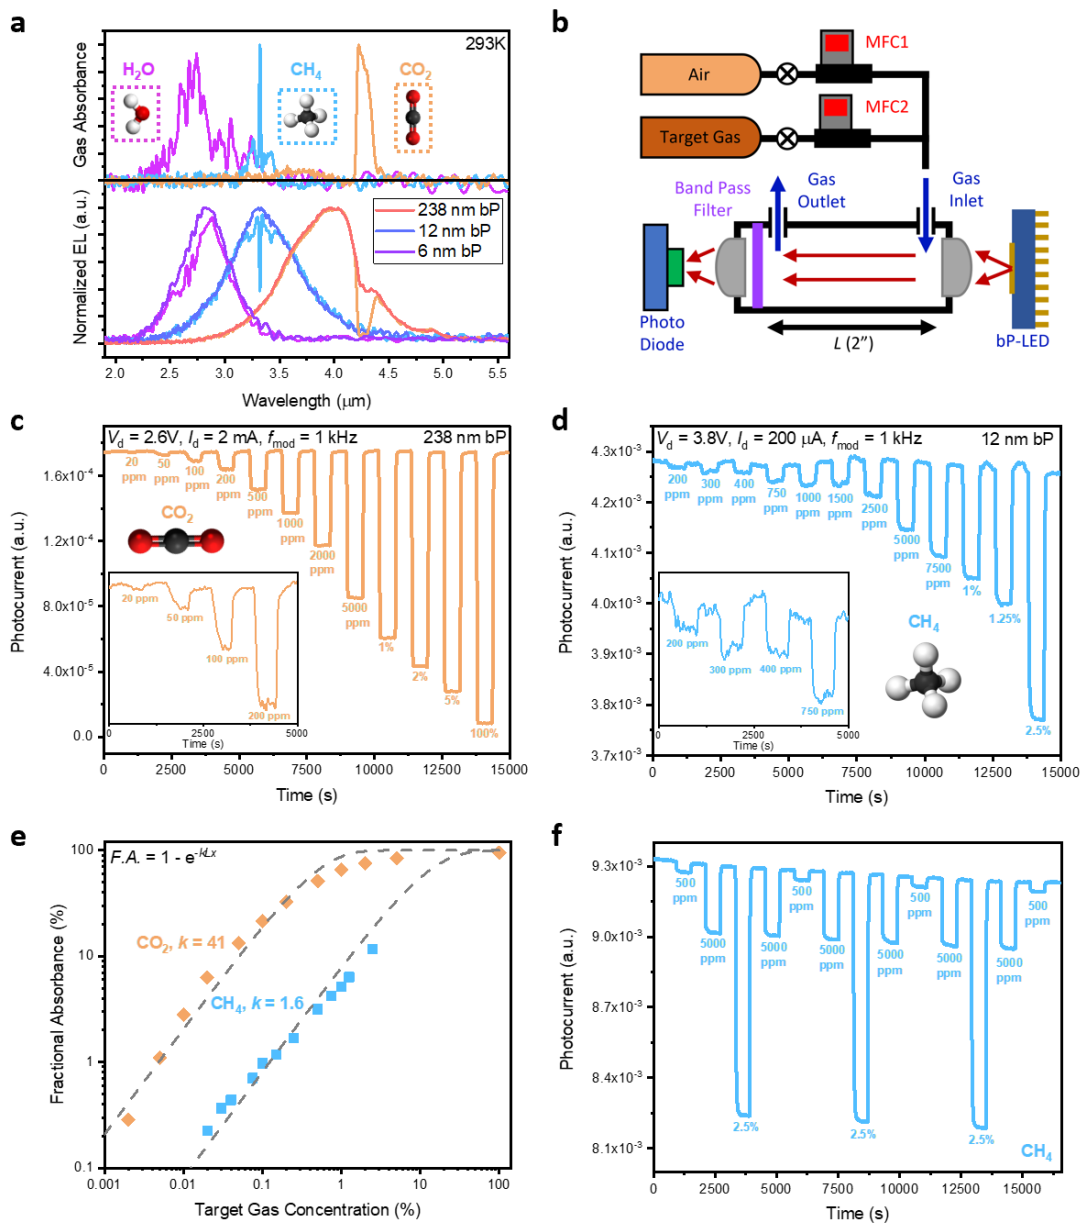 a
293K
H₂O
CH₄
CO₂
Gas Absorbance
Normalized EL (a.u.)
238 nm bP
12 nm bP
6 nm bP
2.0 2.5 3.0 3.5 4.0 4.5 5.0 5.5
Wavelength (μm)
b
Air
MFC1
Target Gas
MFC2
Band Pass
Filter
Gas
Outlet
Gas
Inlet
Photo
Diode
L (2”)
bP-LED
c
V_d = 2.6V, I_d = 2 mA, f_mod = 1 kHz
238 nm bP
Photocurrent (a.u.)
1.6x10⁻⁴
1.2x10⁻⁴
8.0x10⁻⁵
4.0x10⁻⁵
0.0
20
ppm
50
ppm
100
ppm
200
ppm
500
ppm
1000
ppm
2000
ppm
5000
ppm
1%
2%
5%
100%
CO₂
20 ppm
50 ppm
100 ppm
200 ppm
0 2500 5000
Time (s)
0 2500 5000 7500 10000 12500 15000
Time (s)
d
V_d = 3.8V, I_d = 200 μA, f_mod = 1 kHz
12 nm bP
Photocurrent (a.u.)
4.3x10⁻³
4.2x10⁻³
4.1x10⁻³
4.0x10⁻³
3.9x10⁻³
3.8x10⁻³
3.7x10⁻³
200
ppm
300
ppm
400
ppm
750
ppm
1000
ppm
1500
ppm
2500
ppm
5000
ppm
7500
ppm
1%
1.25%
2.5%
CH₄
200 ppm
300 ppm
400 ppm
750 ppm
0 2500 5000
Time (s)
0 2500 5000 7500 10000 12500 15000
Time (s)
e
F.A. = 1 - e^-kLx
Fractional Absorbance (%)
100
10
1
0.1
CO₂, k = 41
CH₄, k = 1.6
0.001 0.01 0.1 1 10 100
Target Gas Concentration (%)
f
Photocurrent (a.u.)
9.3x10⁻³
9.0x10⁻³
8.7x10⁻³
8.4x10⁻³
8.1x10⁻³
500
ppm
5000
ppm
2.5%
5000
ppm
500
ppm
5000
ppm
2.5%
5000
ppm
500
ppm
5000
ppm
2.5%
5000
ppm
500
ppm
CH₄
0 2500 5000 7500 10000 12500 15000
Time (s)